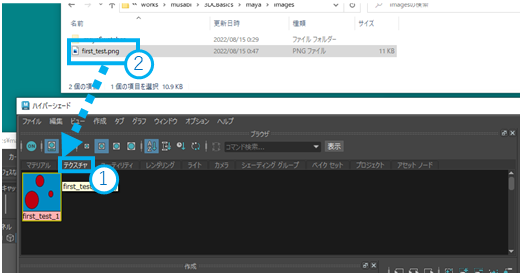 works › musabi › 3DCBasics › maya › images
imagesの検索
名前 更新日時 種類 サイズ
2022/08/15 0:29 ファイル フォルダー
first_test.png 2022/08/15 0:47 PNG ファイル 11 KB
②
2 個の項目 1 個の項目を選択 10.9 KB
ハイパーシェード
ファイル 編集 ビュー 作成 タブ グラフ ウィンドウ オプション ヘルプ
ブラウザ
ON
コマンド検索...
表示
マテリアル テクスチャ ユーティリティ レンダリング ライト カメラ シェーディング グループ ベイク セット プロジェクト アセット ノード
①
first_test
first_test_1
作成